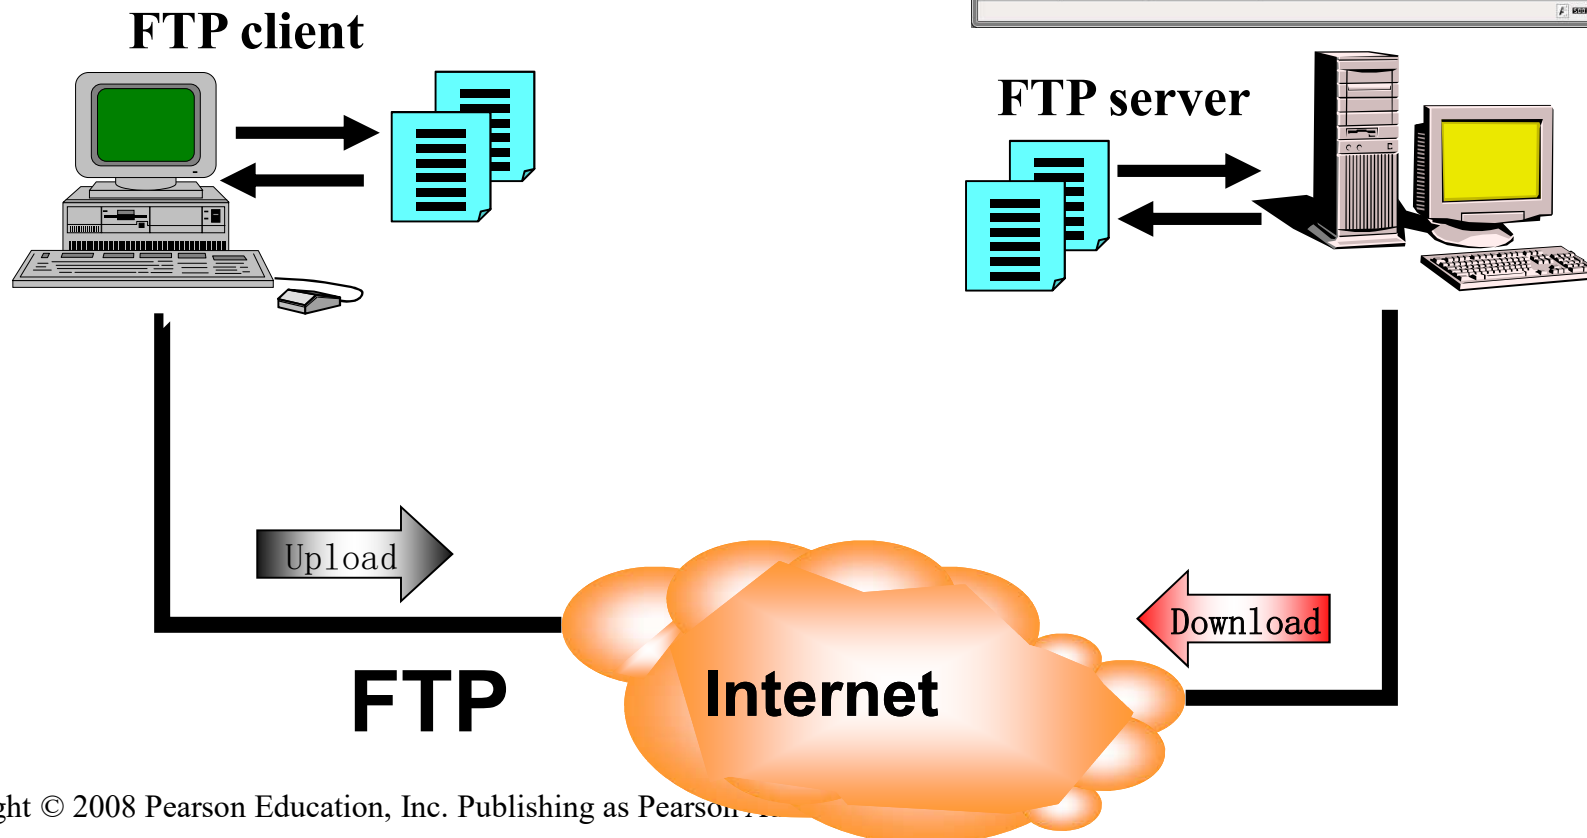 FTP client
FTP server
Upload
Download
FTP
Internet
ght © 2008 Pearson Education, Inc. Publishing as Pearson